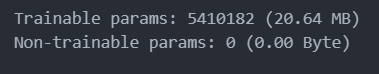 Trainable params: 5410182 (20.64 MB)
Non-trainable params: 0 (0.00 Byte)